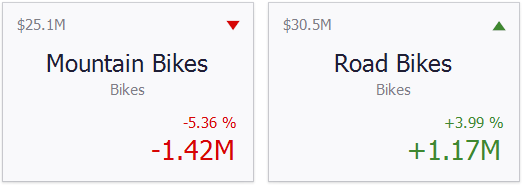 $25.1M
Mountain Bikes
Bikes
-5.36 %
-1.42M
$30.5M
Road Bikes
Bikes
+3.99 %
+1.17M